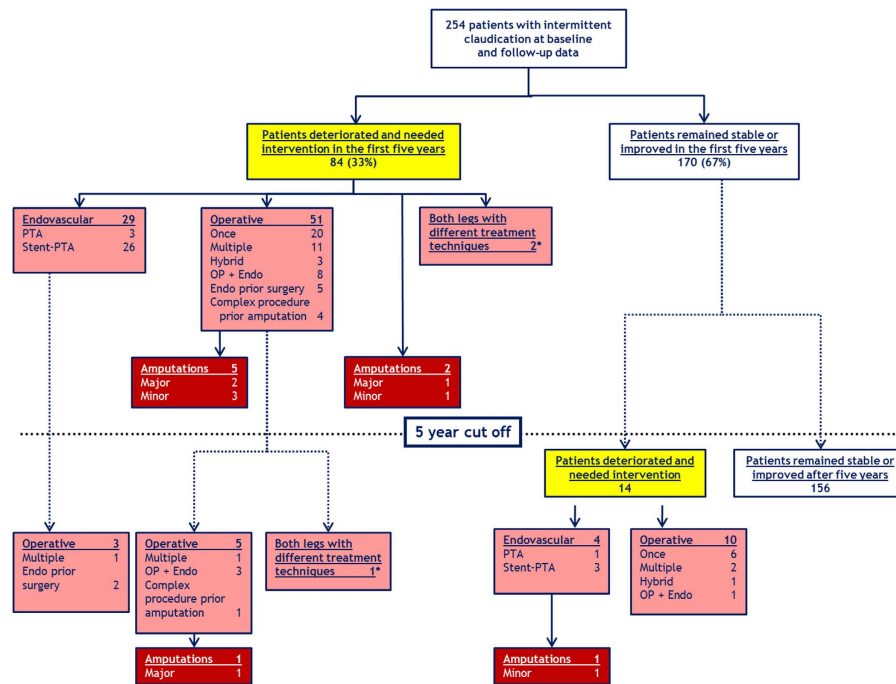 254 patients with intermittent
claudication at baseline
and follow-up data
Patients deteriorated and needed
intervention in the first five years
84 (33%)
Patients remained stable or
improved in the first five years
170 (67%)
Endovascular 29
PTA 3
Stent-PTA 26
Operative 51
Once 20
Multiple 11
Hybrid 3
OP + Endo 8
Endo prior surgery 5
Complex procedure
prior amputation 4
Both legs with
different treatment
techniques 2*
Amputations 5
Major 2
Minor 3
Amputations 2
Major 1
Minor 1
5 year cut off
Patients deteriorated and
needed intervention
14
Patients remained stable or
improved after five years
156
Operative 3
Multiple 1
Endo prior
surgery 2
Operative 5
Multiple 1
OP + Endo 3
Complex
procedure prior
amputation 1
Both legs with
different treatment
techniques 1*
Endovascular 4
PTA 1
Stent-PTA 3
Operative 10
Once 6
Multiple 2
Hybrid 1
OP + Endo 1
Amputations 1
Major 1
Amputations 1
Minor 1